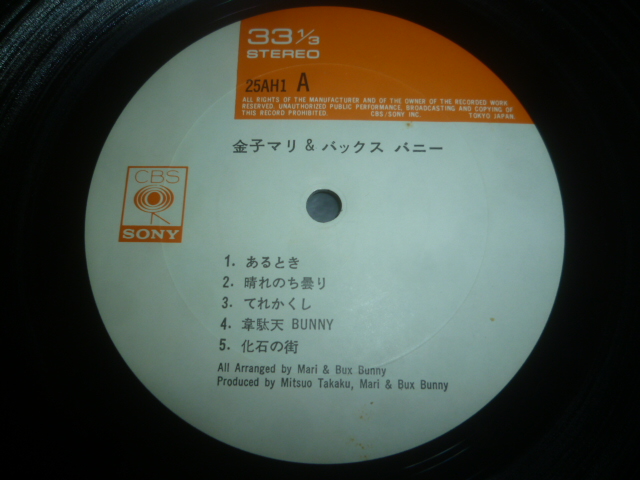 33 1/3
STEREO
25AH1 A
ALL RIGHTS OF THE MANUFACTURER AND OF THE OWNER OF THE RECORDED WORK
RESERVED. UNAUTHORIZED PUBLIC PERFORMANCE, BROADCASTING AND COPYING OF
THIS RECORD PROHIBITED. CBS/SONY INC. TOKYO JAPAN.
金子マリ & バックス バニー
CBS
SONY
1. あるとき
2. 晴れのち曇り
3. てれかくし
4. 韋駄天 BUNNY
5. 化石の街
All Arranged by Mari & Bux Bunny
Produced by Mitsuo Takaku, Mari & Bux Bunny